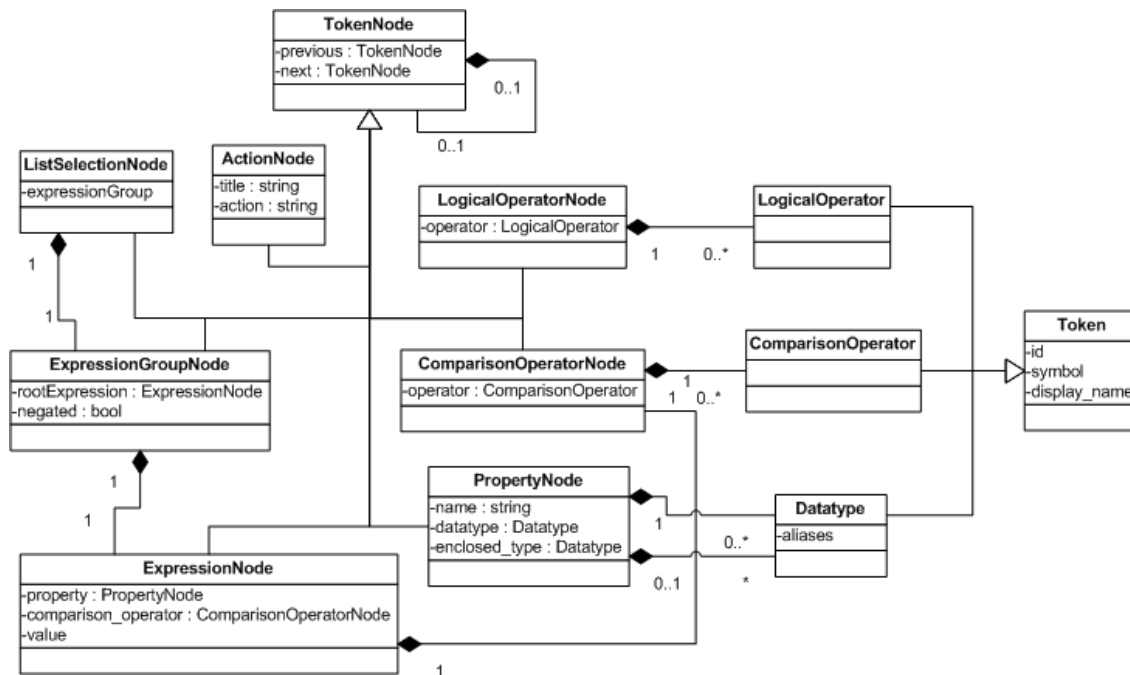 TokenNode
-previous : TokenNode
-next : TokenNode
0..1
0..1
ListSelectionNode
-expressionGroup
1
1
ActionNode
-title : string
-action : string
LogicalOperatorNode
-operator : LogicalOperator
1
0..*
LogicalOperator
ExpressionGroupNode
-rootExpression : ExpressionNode
-negated : bool
1
1
ComparisonOperatorNode
-operator : ComparisonOperator
1
1
0..*
ComparisonOperator
Token
-id
-symbol
-display_name
PropertyNode
-name : string
-datatype : Datatype
-enclosed_type : Datatype
1
0..*
0..1
*
Datatype
-aliases
ExpressionNode
-property : PropertyNode
-comparison_operator : ComparisonOperatorNode
-value
1